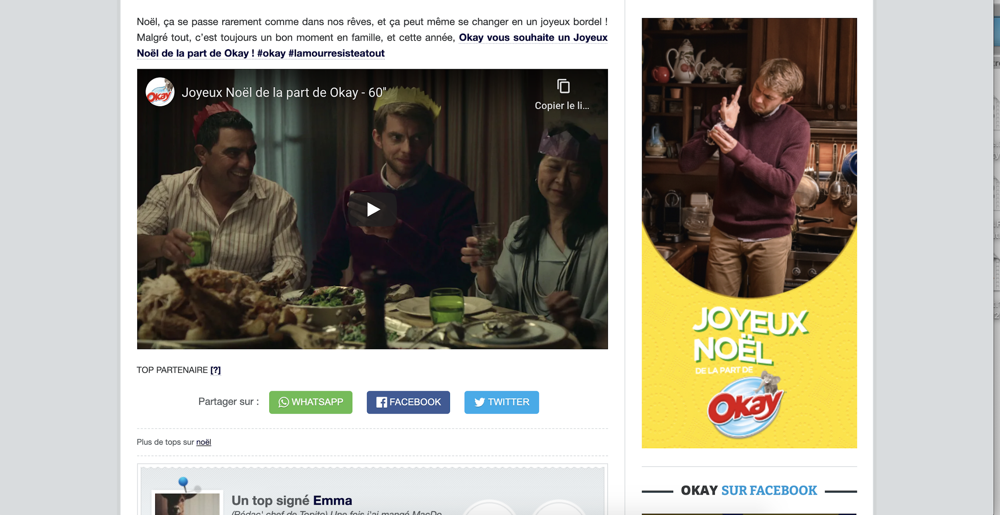 Noël, ça se passe rarement comme dans nos rêves, et ça peut même se changer en un joyeux bordel !
Malgré tout, c’est toujours un bon moment en famille, et cette année, Okay vous souhaite un Joyeux
Noël de la part de Okay ! #okay #lamourresisteatout
Okay
Joyeux Noël de la part de Okay - 60"
Copier le li...
TOP PARTENAIRE [?]
Partager sur :
WHATSAPP
FACEBOOK
TWITTER
Plus de tops sur noël
Un top signé Emma
(Rédac' chef de Topito) Une fois j'ai mangé MacDo
JOYEUX
NOËL
DE LA PART DE
Okay
OKAY SUR FACEBOOK